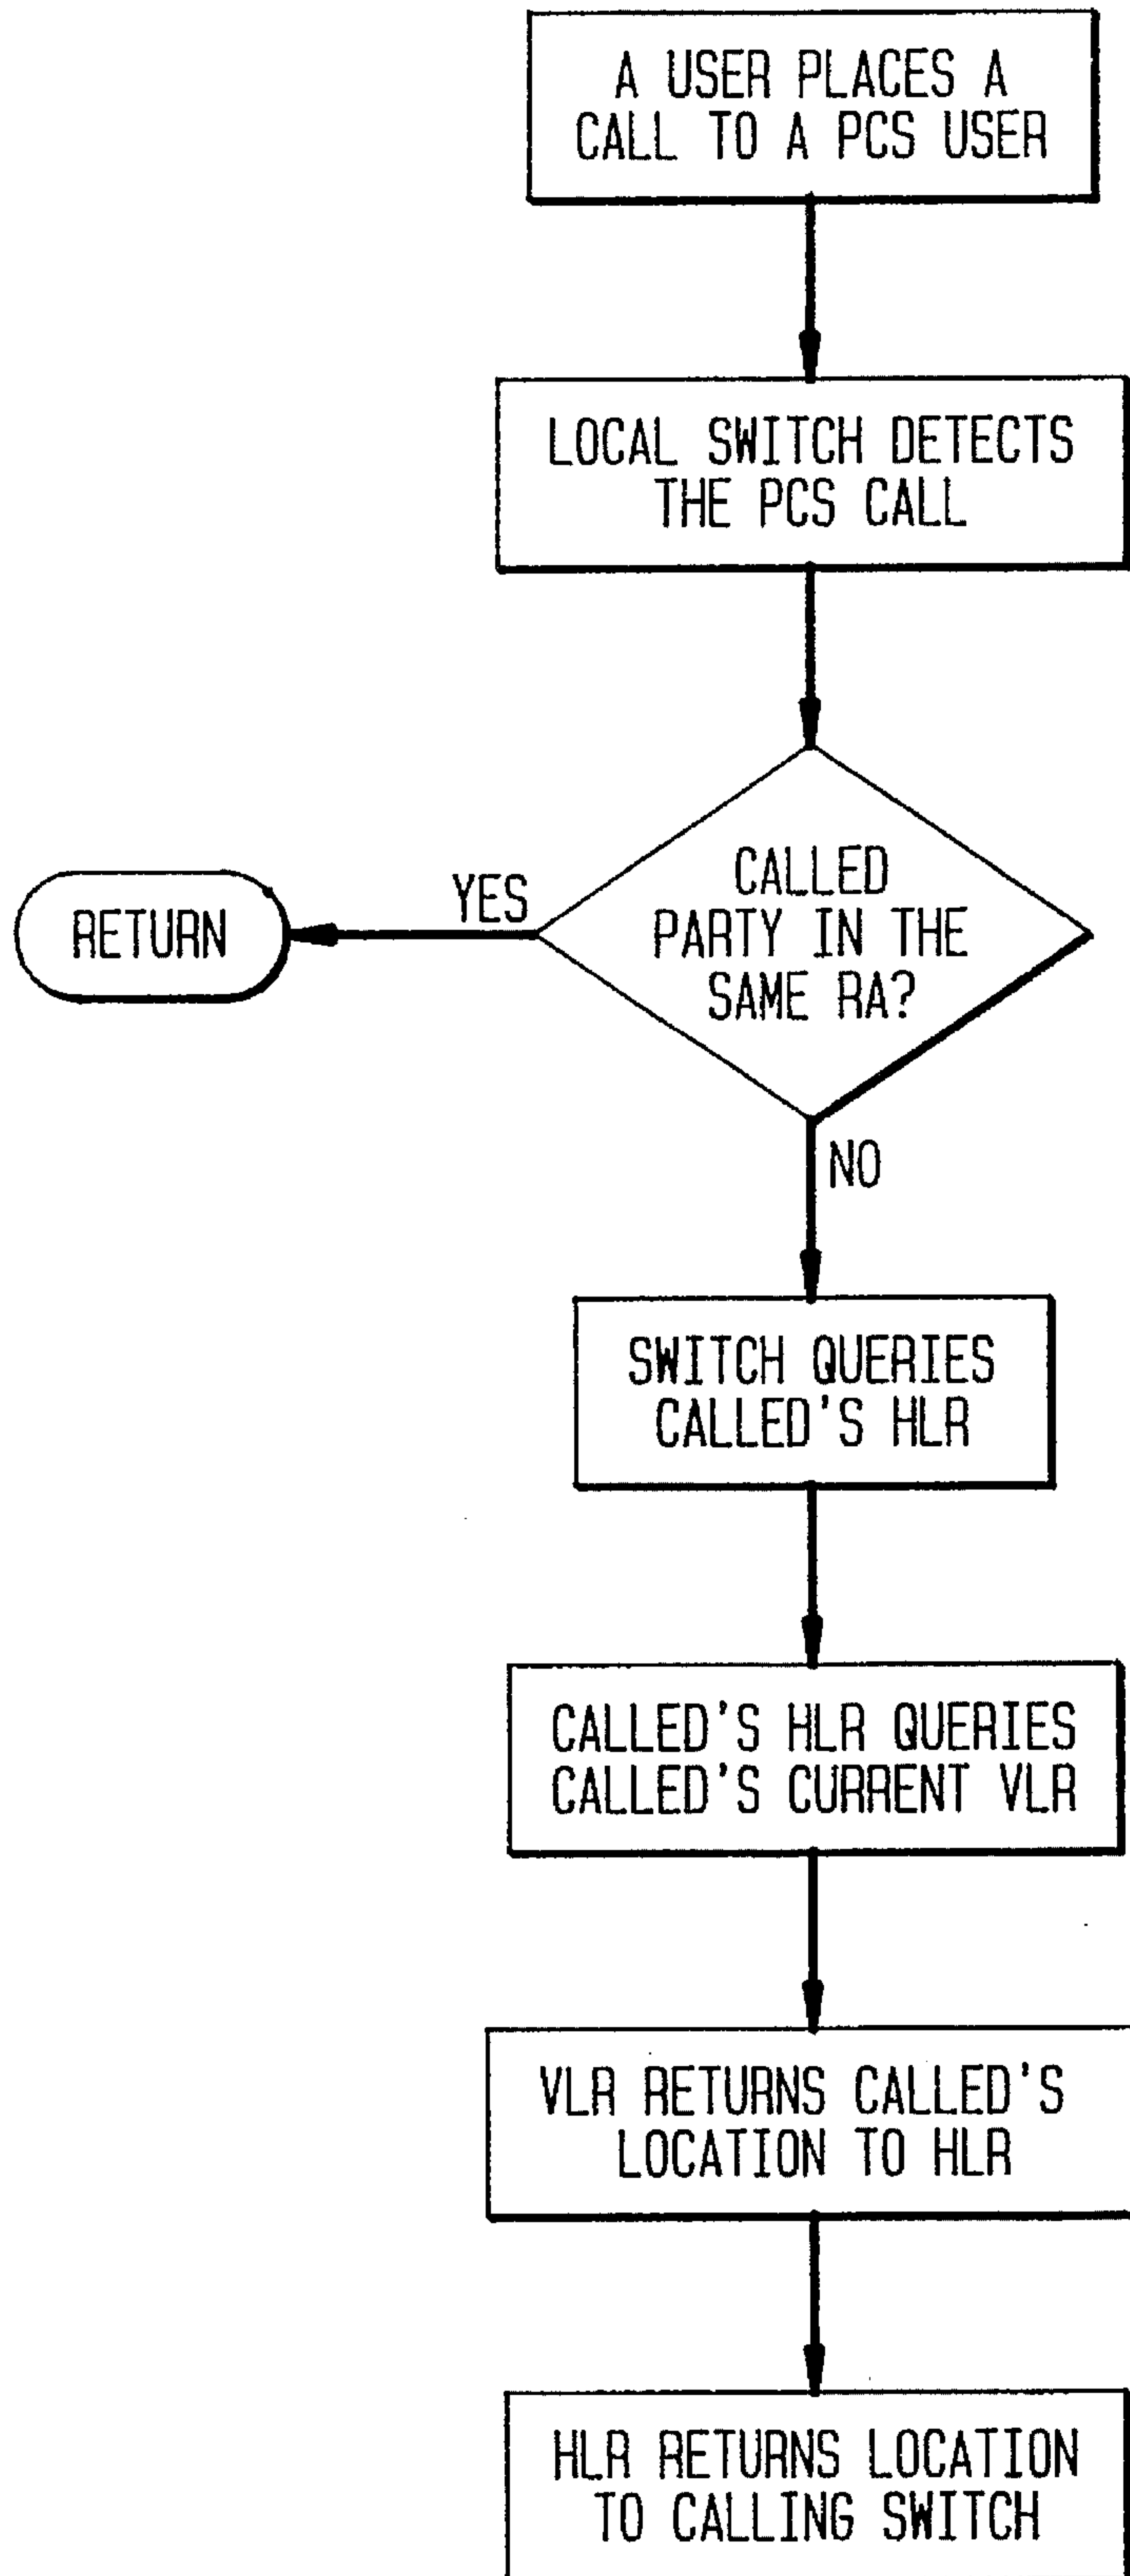 A USER PLACES A
CALL TO A PCS USER
LOCAL SWITCH DETECTS
THE PCS CALL
CALLED
PARTY IN THE
SAME RA?
YES
RETURN
NO
SWITCH QUERIES
CALLED'S HLR
CALLED'S HLR QUERIES
CALLED'S CURRENT VLR
VLR RETURNS CALLED'S
LOCATION TO HLR
HLR RETURNS LOCATION
TO CALLING SWITCH